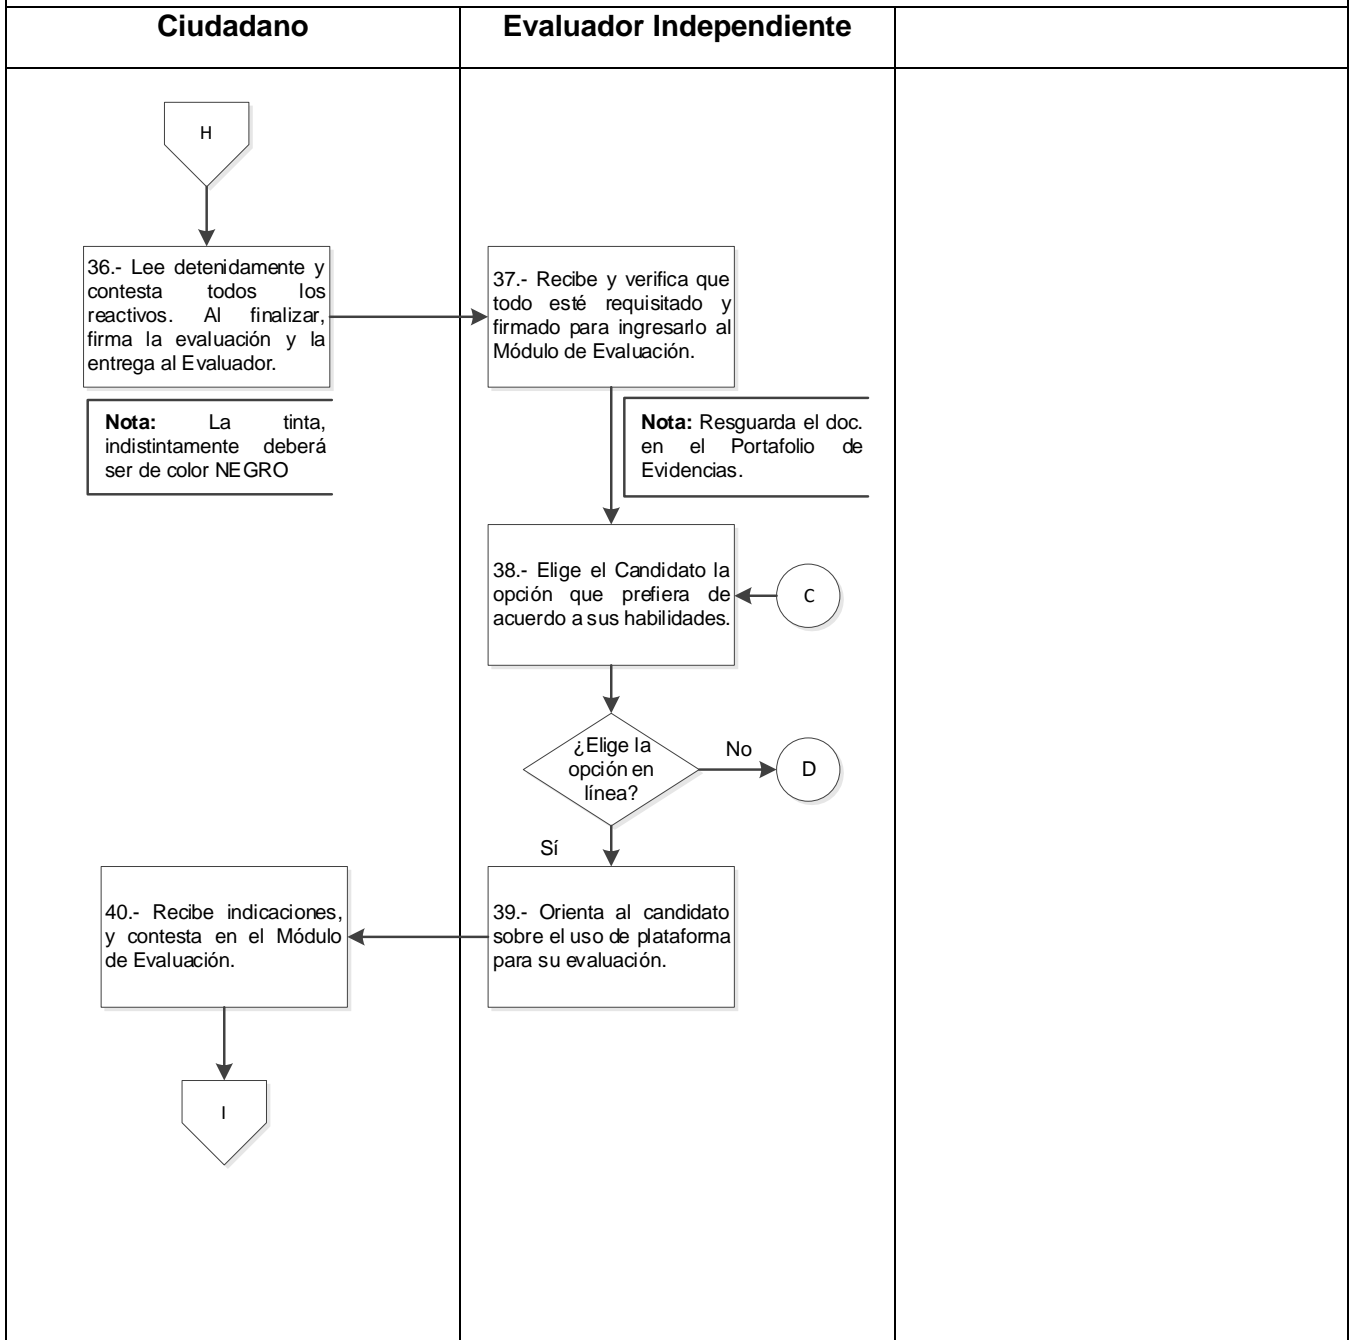 Ciudadano
Evaluador Independiente
H
36.- Lee detenidamente y
contesta todos los
reactivos. Al finalizar,
firma la evaluación y la
entrega al Evaluador.
37.- Recibe y verifica que
todo esté requisitado y
firmado para ingresarlo al
Módulo de Evaluación.
Nota: La tinta,
indistintamente deberá
ser de color NEGRO
Nota: Resguarda el doc.
en el Portafolio de
Evidencias.
38.- Elige el Candidato la
opción que prefiera de
acuerdo a sus habilidades.
C
¿Elige la
opción en
línea?
No
D
Sí
39.- Orienta al candidato
sobre el uso de plataforma
para su evaluación.
40.- Recibe indicaciones,
y contesta en el Módulo
de Evaluación.
I